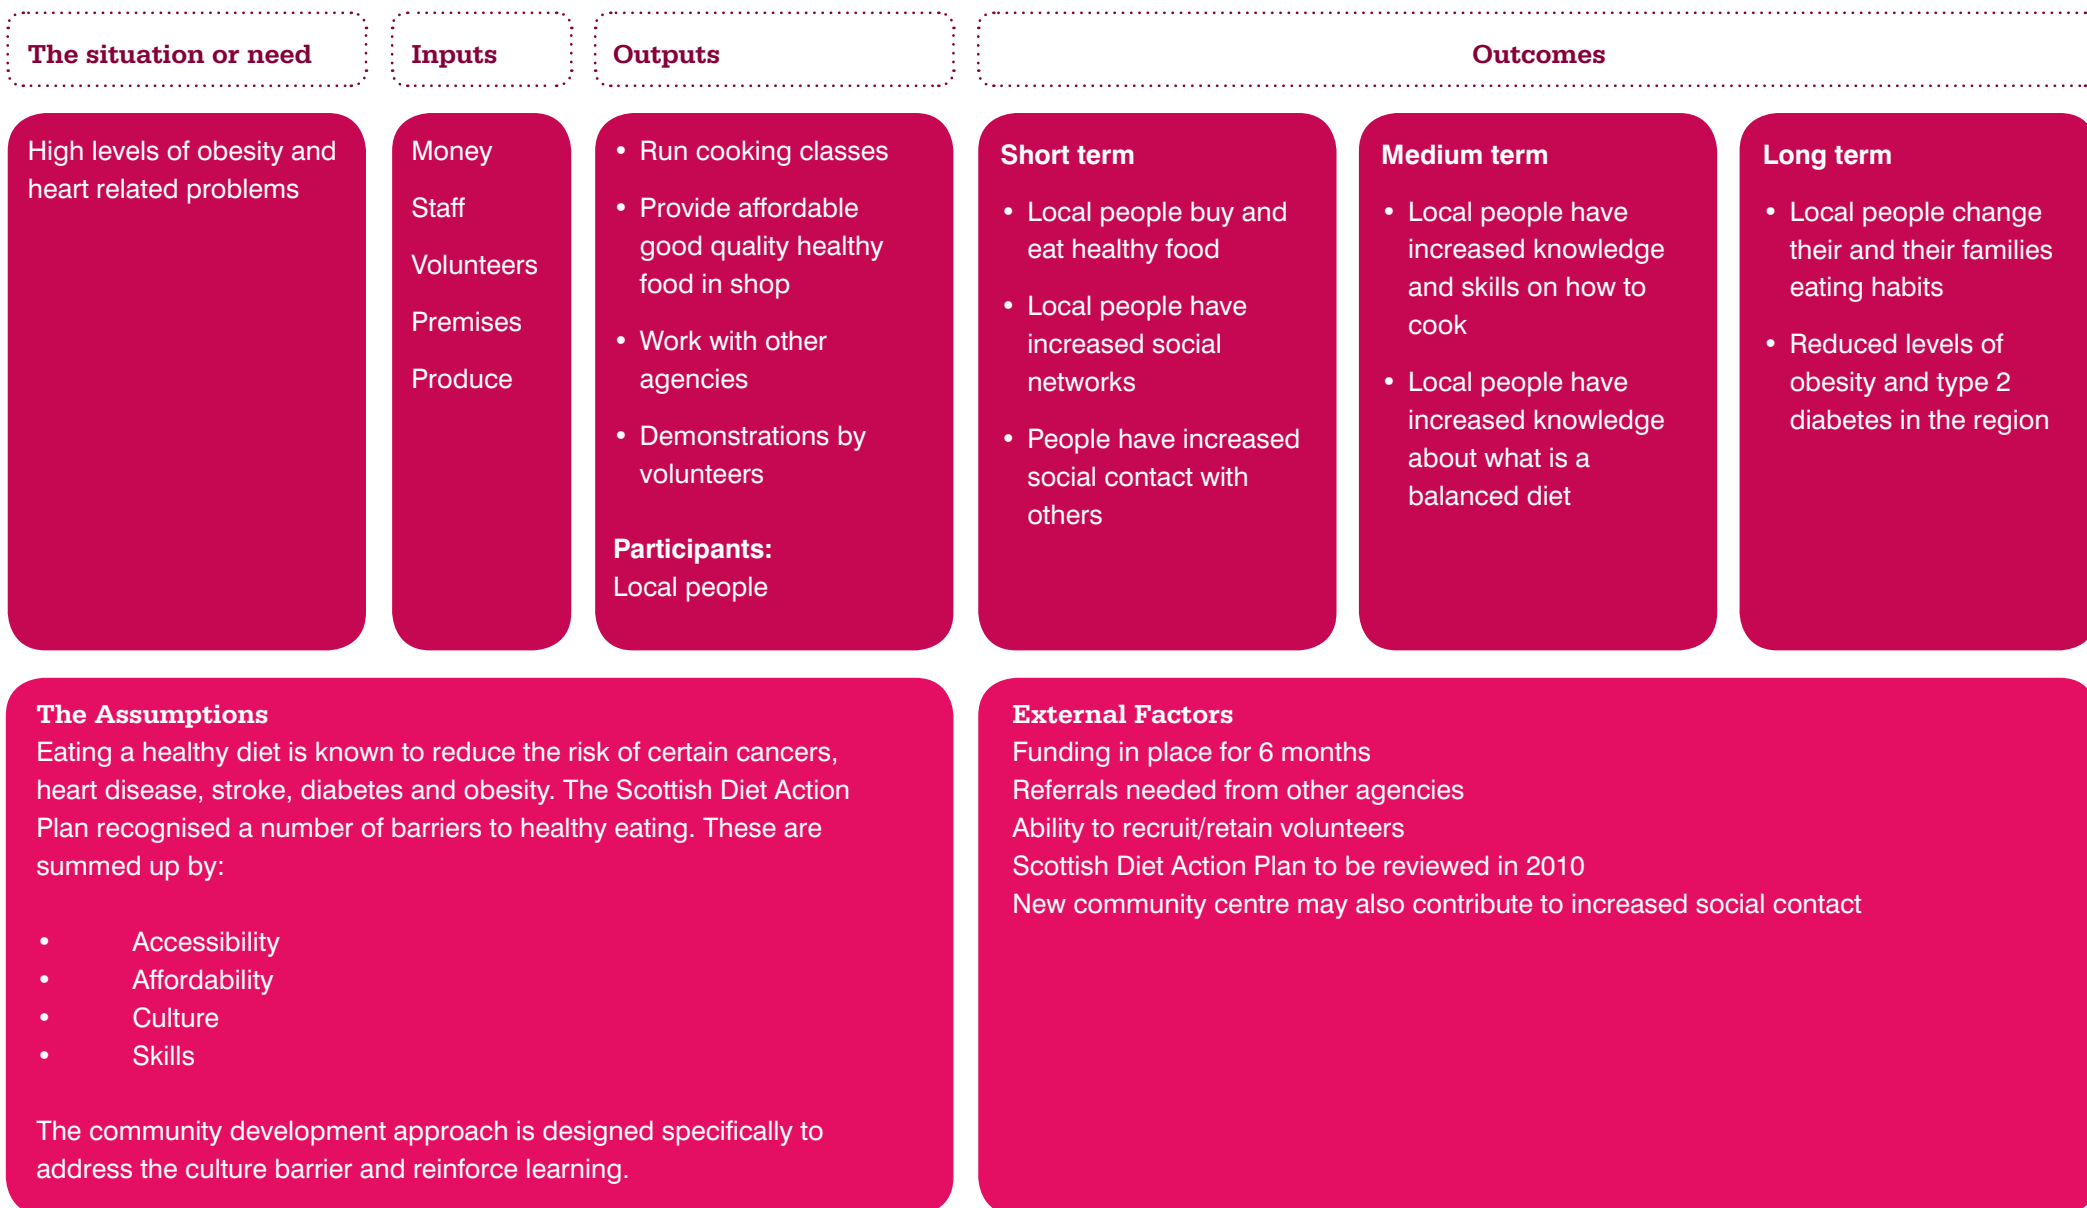 The situation or need
Inputs
Outputs
Outcomes
High levels of obesity and
heart related problems
Money
Staff
Volunteers
Premises
Produce
• Run cooking classes
• Provide affordable
good quality healthy
food in shop
• Work with other
agencies
• Demonstrations by
volunteers
Participants:
Local people
Short term
• Local people buy and
eat healthy food
• Local people have
increased social
networks
• People have increased
social contact with
others
Medium term
• Local people have
increased knowledge
and skills on how to
cook
• Local people have
increased knowledge
about what is a
balanced diet
Long term
• Local people change
their and their families
eating habits
• Reduced levels of
obesity and type 2
diabetes in the region
The Assumptions
Eating a healthy diet is known to reduce the risk of certain cancers,
heart disease, stroke, diabetes and obesity. The Scottish Diet Action
Plan recognised a number of barriers to healthy eating. These are
summed up by:
• Accessibility
• Affordability
• Culture
• Skills
The community development approach is designed specifically to
address the culture barrier and reinforce learning.
External Factors
Funding in place for 6 months
Referrals needed from other agencies
Ability to recruit/retain volunteers
Scottish Diet Action Plan to be reviewed in 2010
New community centre may also contribute to increased social contact